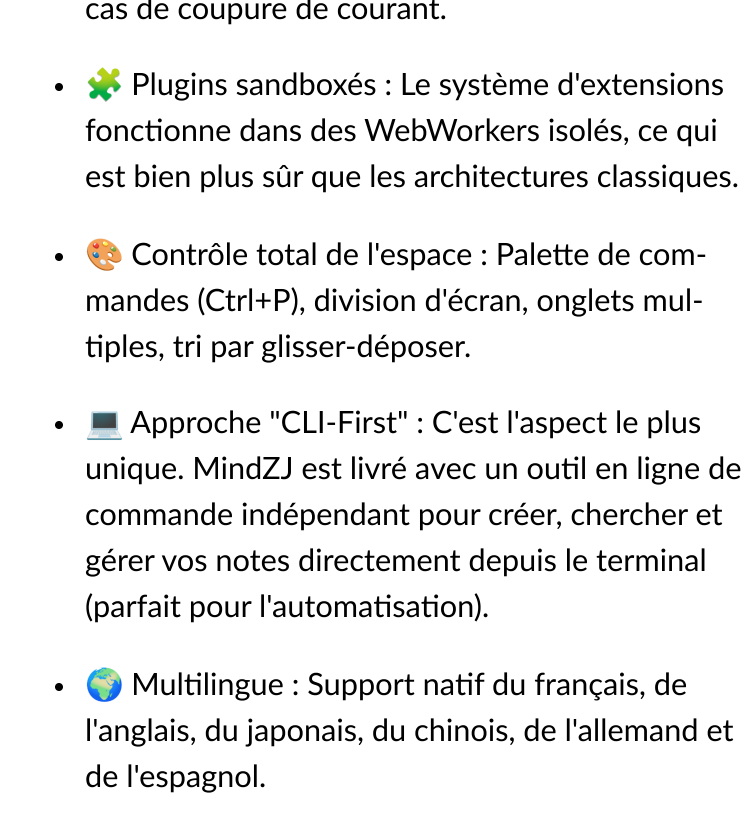 cas de coupure de courant.
• 🧩 Plugins sandboxés : Le système d'extensions
fonctionne dans des WebWorkers isolés, ce qui
est bien plus sûr que les architectures classiques.
• 🎨 Contrôle total de l'espace : Palette de com-
mandes (Ctrl+P), division d'écran, onglets mul-
tiples, tri par glisser-déposer.
• 💻 Approche "CLI-First" : C'est l'aspect le plus
unique. MindZJ est livré avec un outil en ligne de
commande indépendant pour créer, chercher et
gérer vos notes directement depuis le terminal
(parfait pour l'automatisation).
• 🌍 Multilingue : Support natif du français, de
l'anglais, du japonais, du chinois, de l'allemand et
de l'espagnol.